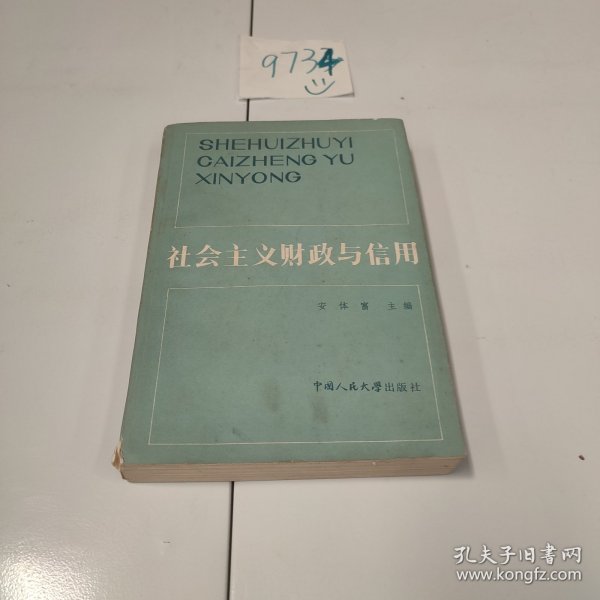 9734
SHEHUIZHUYI
CAIZHENG YU
XINYONG
社会主义财政与信用
安体富 主编
中国人民大学出版社
孔夫子旧书网
www.kongfz.com